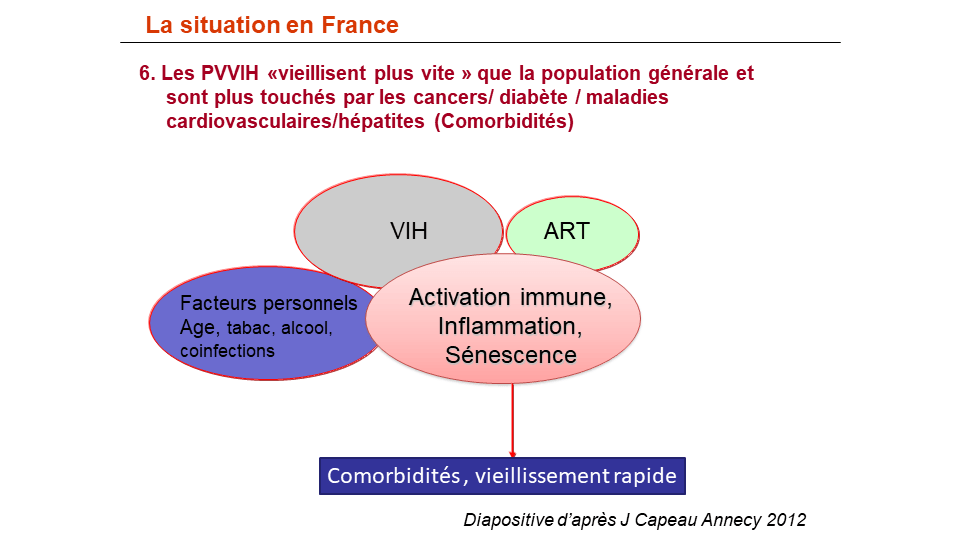 La situation en France
6. Les PVVIH «vieillisent plus vite » que la population générale et
sont plus touchés par les cancers/ diabète / maladies
cardiovasculaires/hépatites (Comorbidités)
VIH
ART
Facteurs personnels
Age, tabac, alcool,
coinfections
Activation immune,
Inflammation,
Sénescence
Comorbidités , vieillissement rapide
Diapositive d’après J Capeau Annecy 2012